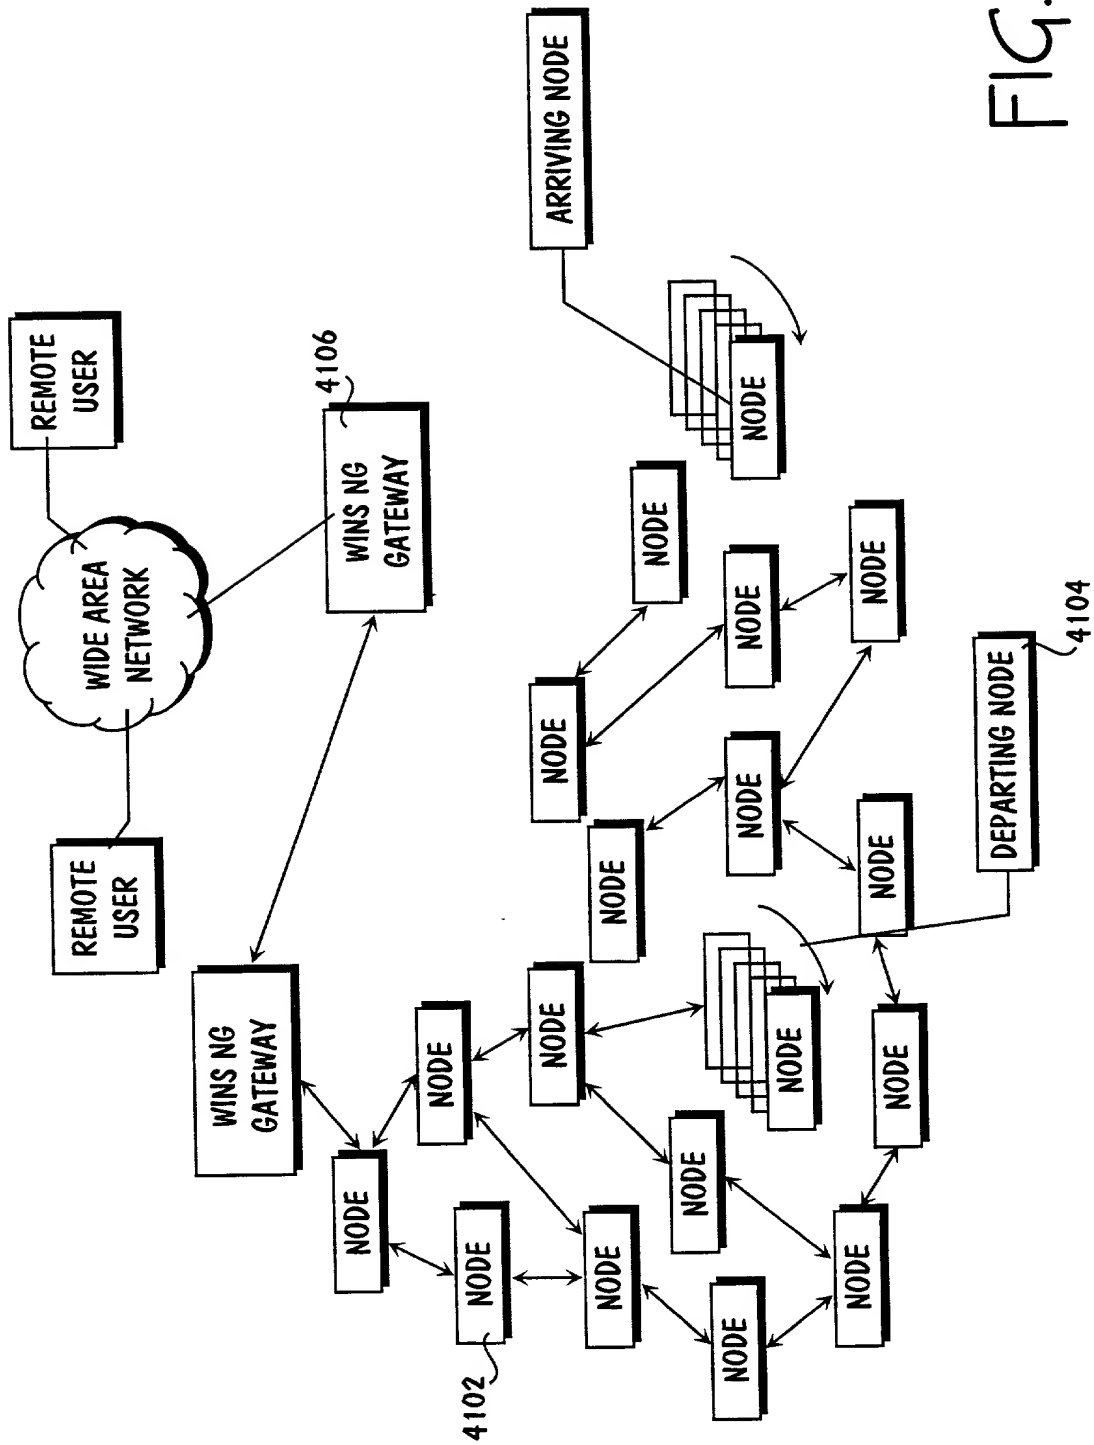 REMOTE
USER
WIDE AREA
NETWORK
REMOTE
USER
WINS NG
GATEWAY
4106
WINS NG
GATEWAY
NODE
NODE
NODE
4102
NODE
NODE
ARRIVING NODE
NODE
NODE
NODE
NODE
NODE
NODE
NODE
NODE
NODE
NODE
NODE
NODE
NODE
DEPARTING NODE
4104
FIG.